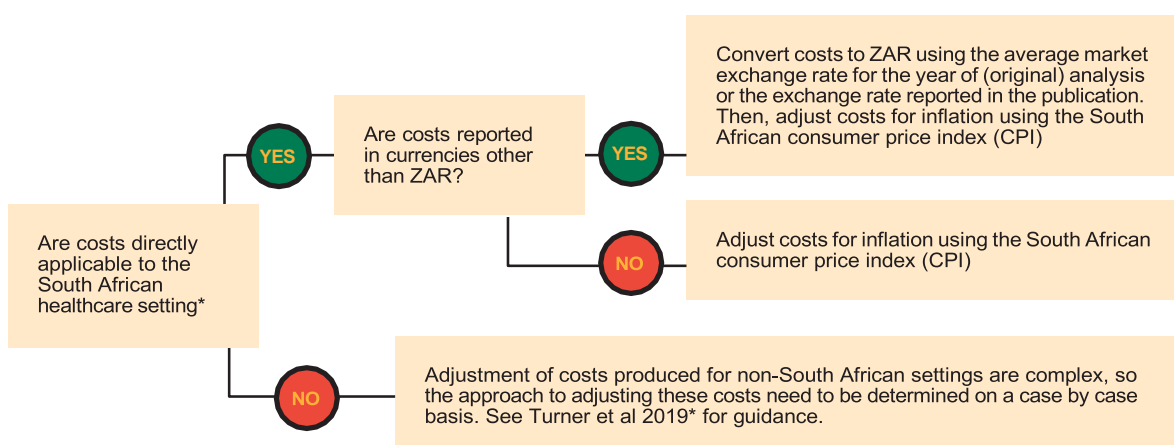 Are costs directly
applicable to the
South African
healthcare setting*
YES
Are costs reported
in currencies other
than ZAR?
YES
Convert costs to ZAR using the average market
exchange rate for the year of (original) analysis
or the exchange rate reported in the publication.
Then, adjust costs for inflation using the South
African consumer price index (CPI)
NO
Adjust costs for inflation using the South African
consumer price index (CPI)
NO
Adjustment of costs produced for non-South African settings are complex, so
the approach to adjusting these costs need to be determined on a case by case
basis. See Turner et al 2019* for guidance.